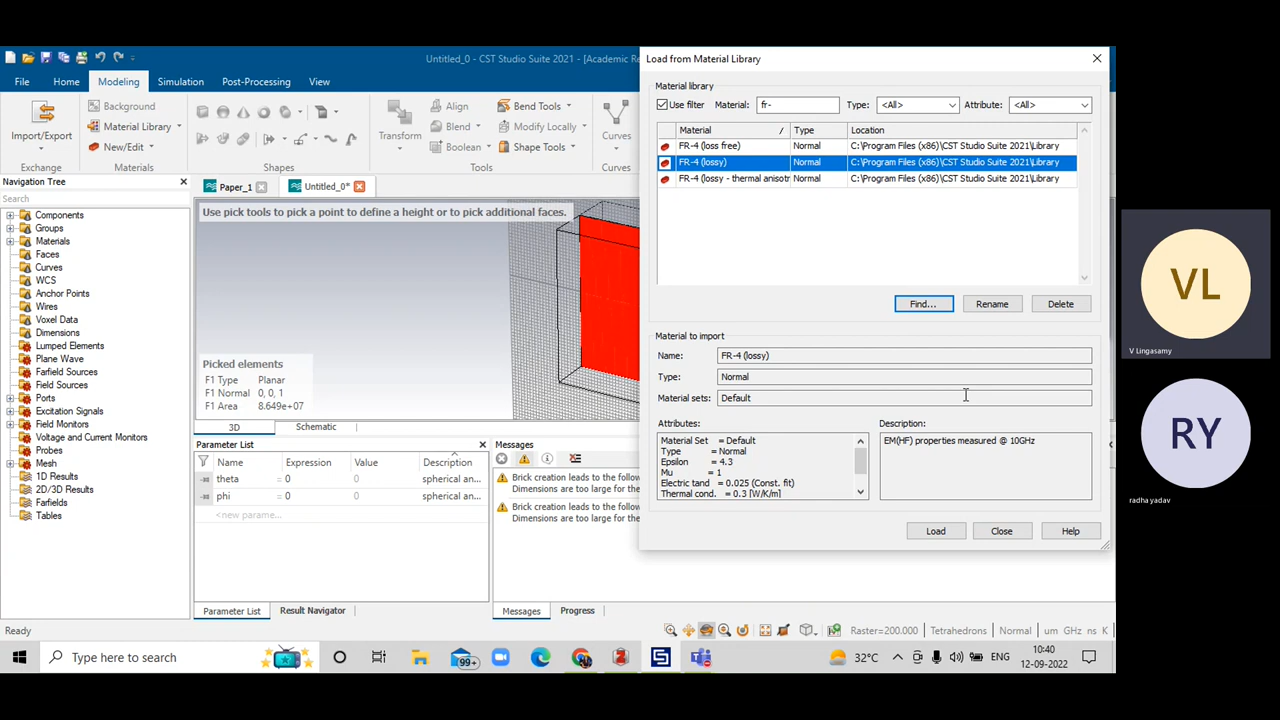 Untitled_0 - CST Studio Suite 2021 - [Academic Re
Load from Material Library
File Home Modeling Simulation Post-Processing View
Import/Export
Exchange
Background
Material Library
New/Edit
Materials
Shapes
Transform
Align
Blend
Boolean
Bend Tools
Modify Locally
Shape Tools
Tools
Curves
Curves
Material library
Use filter Material: fr- Type: <All> Attribute: <All>
Material / Type Location
FR-4 (loss free) Normal C:\Program Files (x86)\CST Studio Suite 2021\Library
FR-4 (lossy) Normal C:\Program Files (x86)\CST Studio Suite 2021\Library
FR-4 (lossy - thermal anisotr Normal C:\Program Files (x86)\CST Studio Suite 2021\Library
Find... Rename Delete
Material to import
Name: FR-4 (lossy)
Type: Normal
Material sets: Default
Attributes:
Material Set = Default
Type = Normal
Epsilon = 4.3
Mu = 1
Electric tand = 0.025 (Const. fit)
Thermal cond. = 0.3 [W/K/m]
Description:
EM(HF) properties measured @ 10GHz
Load Close Help
Navigation Tree
Search
Components
Groups
Materials
Faces
Curves
WCS
Anchor Points
Wires
Voxel Data
Dimensions
Lumped Elements
Plane Wave
Farfield Sources
Field Sources
Ports
Excitation Signals
Field Monitors
Voltage and Current Monitors
Probes
Mesh
1D Results
2D/3D Results
Farfields
Tables
Paper_1 Untitled_0*
Use pick tools to pick a point to define a height or to pick additional faces.
Picked elements
F1 Type Planar
F1 Normal 0, 0, 1
F1 Area 8.649e+07
3D Schematic
Parameter List
Name Expression Value Description
theta = 0 0 spherical an...
phi = 0 0 spherical an...
<new parame...
Parameter List Result Navigator
Messages
Brick creation leads to the follow
Dimensions are too large for the
Brick creation leads to the follow
Dimensions are too large for the
Messages Progress
Ready
Raster=200.000 Tetrahedrons Normal um GHz ns K
Type here to search
99+
32°C
ENG
10:40
12-09-2022
VL
V Lingasamy
RY
radha yadav